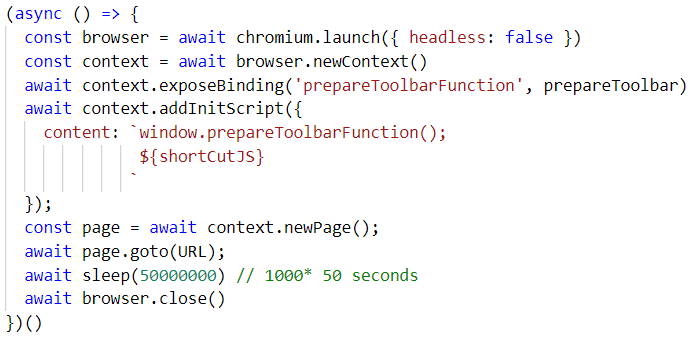 (async () => {
  const browser = await chromium.launch({ headless: false })
  const context = await browser.newContext()
  await context.exposeBinding('prepareToolbarFunction', prepareToolbar)
  await context.addInitScript({
    content: `window.prepareToolbarFunction();
              ${shortCutJS}
             `
  });
  const page = await context.newPage();
  await page.goto(URL);
  await sleep(50000000) // 1000* 50 seconds
  await browser.close()
})()